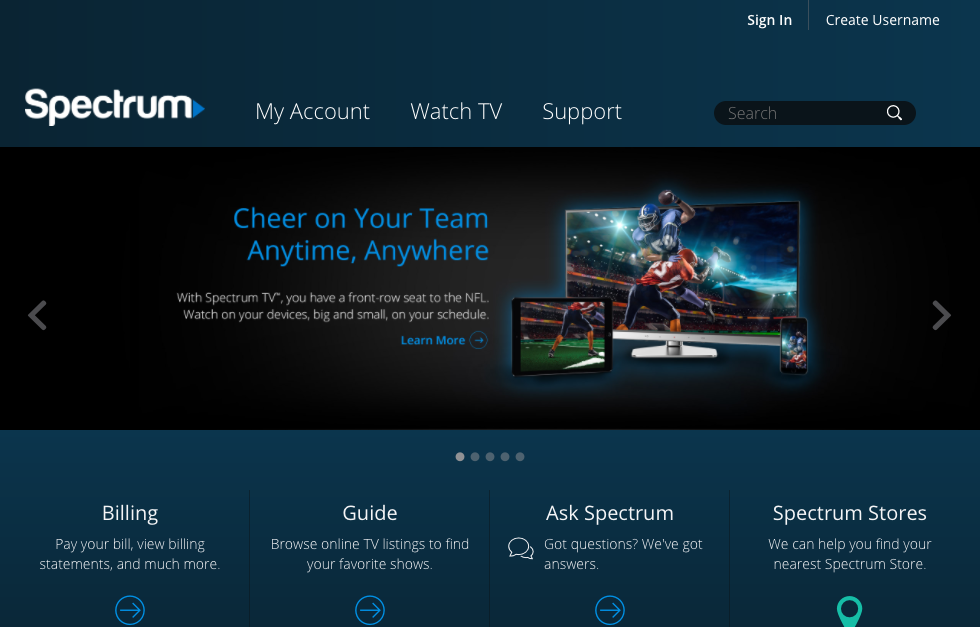 Sign In
Create Username
Spectrum
My Account
Watch TV
Support
Search
Cheer on Your Team
Anytime, Anywhere
With Spectrum TV™, you have a front-row seat to the NFL.
Watch on your devices, big and small, on your schedule.
Learn More
Billing
Pay your bill, view billing
statements, and much more.
Guide
Browse online TV listings to find
your favorite shows.
Ask Spectrum
Got questions? We've got
answers.
Spectrum Stores
We can help you find your
nearest Spectrum Store.